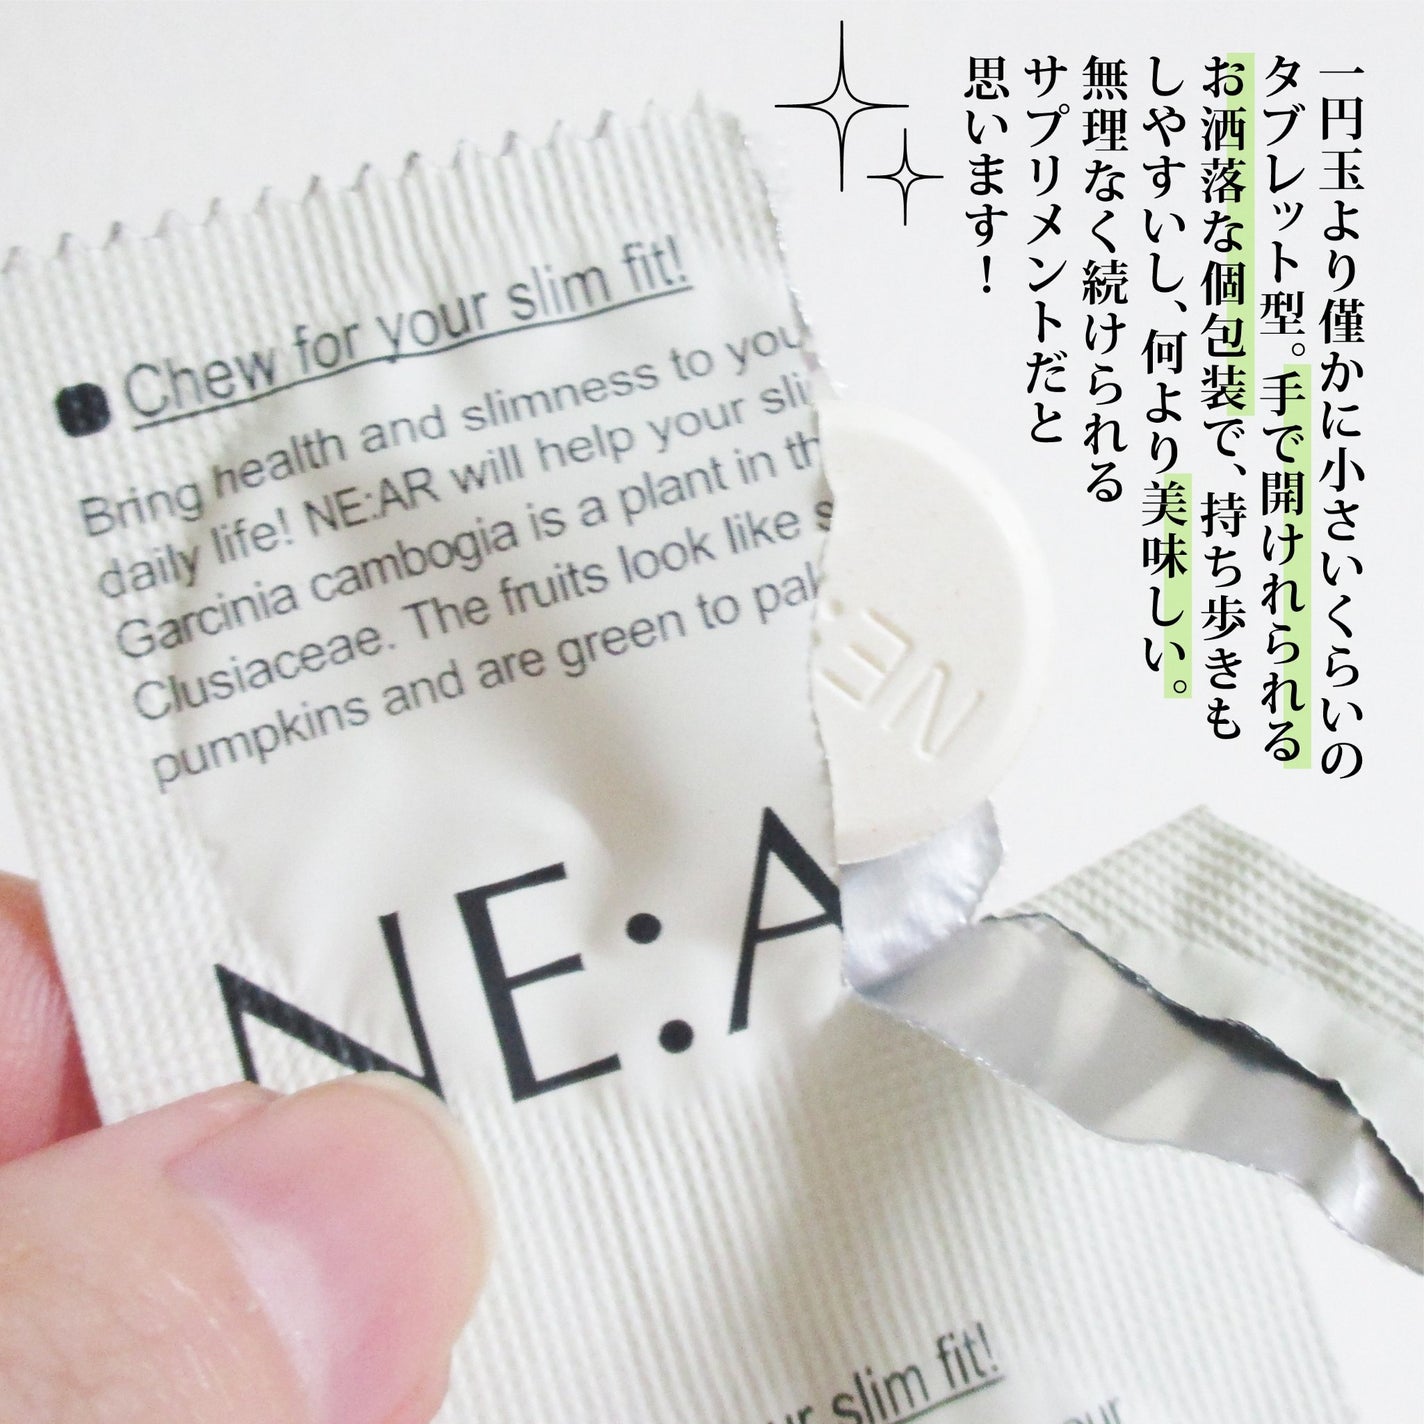 一円玉より僅かに小さいくらいの
タブレット型。手で開けれられる
お洒落な個包装で、持ち歩きも
しやすいし、何より美味しい。
無理なく続けられる
サプリメントだと
思います！
Chew for your slim fit!
Bring health and slimness to you
daily life! NE:AR will help your sli
Garcinia cambogia is a plant in th
Clusiaceae. The fruits look like s
pumpkins and are green to pal
NE:A
NE:
ur slim fit!
our